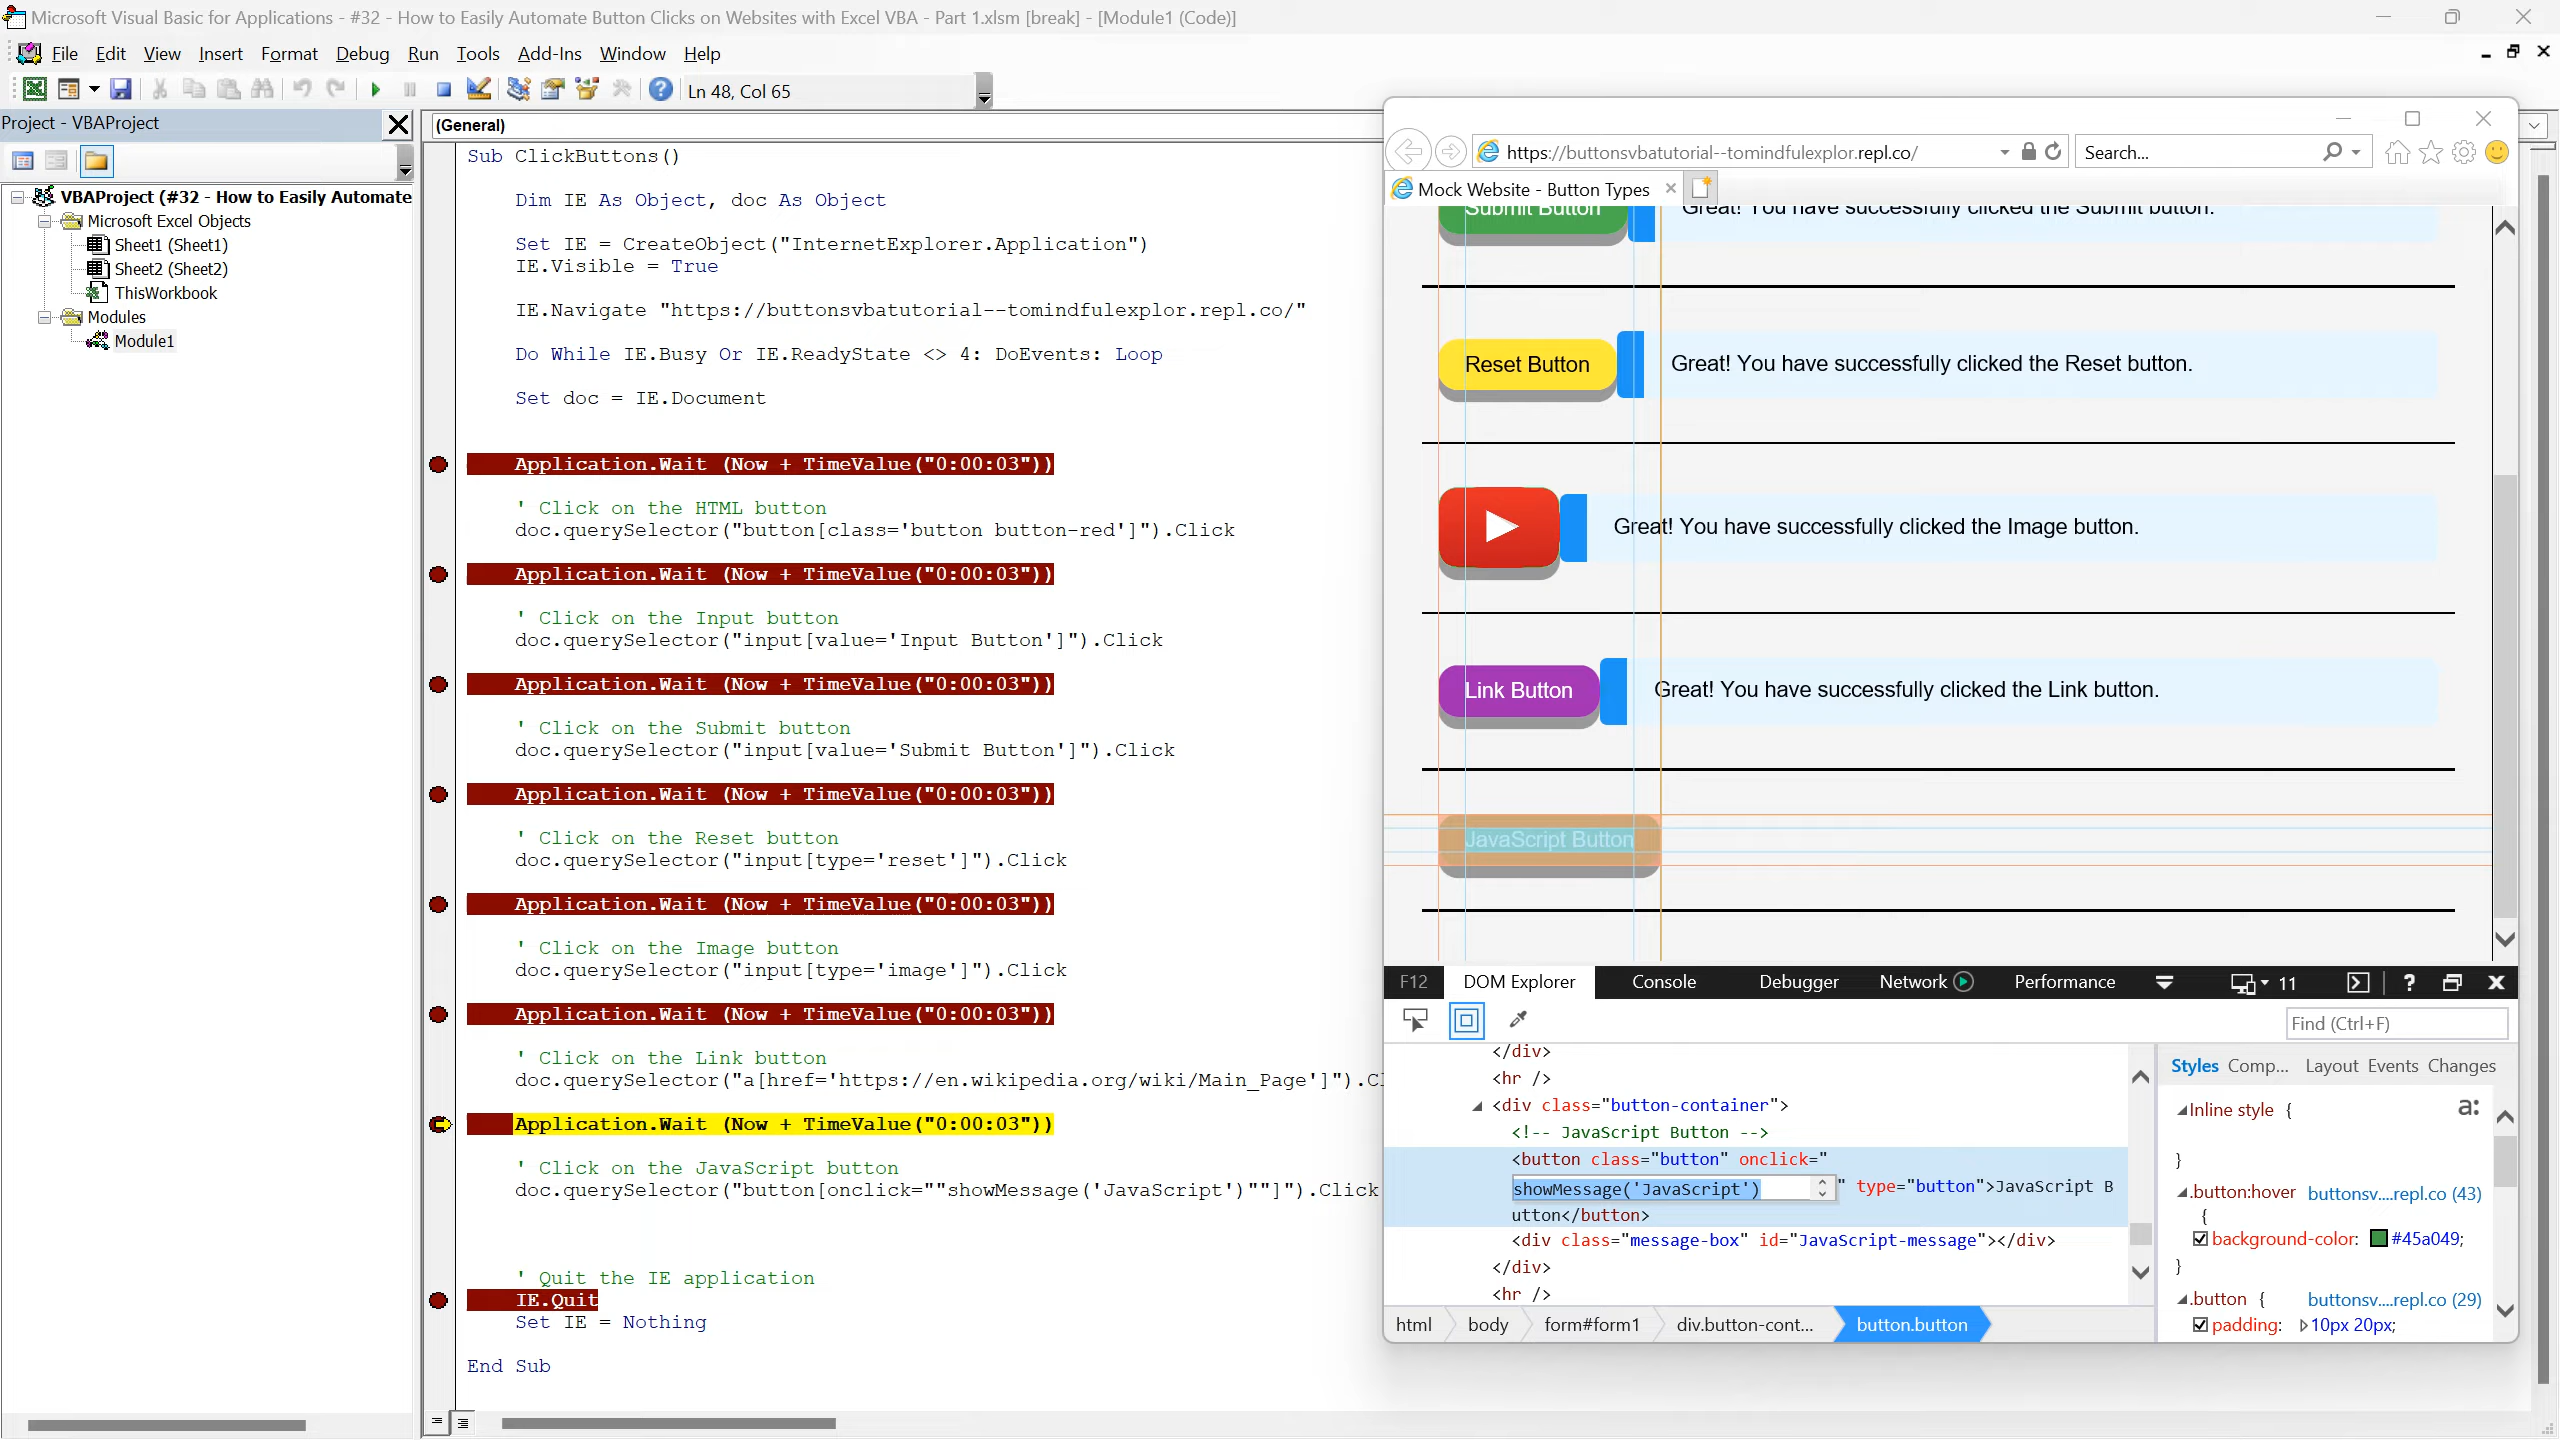 Microsoft Visual Basic for Applications - #32 - How to Easily Automate Button Clicks on Websites with Excel VBA - Part 1.xlsm [break] - [Module1 (Code)]
File Edit View Insert Format Debug Run Tools Add-Ins Window Help
Ln 48, Col 65
Project - VBAProject
VBAProject (#32 - How to Easily Automate
Microsoft Excel Objects
Sheet1 (Sheet1)
Sheet2 (Sheet2)
ThisWorkbook
Modules
Module1
(General)
Sub ClickButtons()
Dim IE As Object, doc As Object
Set IE = CreateObject("InternetExplorer.Application")
IE.Visible = True
IE.Navigate "https://buttonsvbatutorial--tomindfulexplor.repl.co/"
Do While IE.Busy Or IE.ReadyState <> 4: DoEvents: Loop
Set doc = IE.Document
Application.Wait (Now + TimeValue("0:00:03"))
' Click on the HTML button
doc.querySelector("button[class='button button-red']").Click
Application.Wait (Now + TimeValue("0:00:03"))
' Click on the Input button
doc.querySelector("input[value='Input Button']").Click
Application.Wait (Now + TimeValue("0:00:03"))
' Click on the Submit button
doc.querySelector("input[value='Submit Button']").Click
Application.Wait (Now + TimeValue("0:00:03"))
' Click on the Reset button
doc.querySelector("input[type='reset']").Click
Application.Wait (Now + TimeValue("0:00:03"))
' Click on the Image button
doc.querySelector("input[type='image']").Click
Application.Wait (Now + TimeValue("0:00:03"))
' Click on the Link button
doc.querySelector("a[href='https://en.wikipedia.org/wiki/Main_Page']").Cl
Application.Wait (Now + TimeValue("0:00:03"))
' Click on the JavaScript button
doc.querySelector("button[onclick=""showMessage('JavaScript')""]").Click
' Quit the IE application
IE.Quit
Set IE = Nothing
End Sub
https://buttonsvbatutorial--tomindfulexplor.repl.co/
Search...
Mock Website - Button Types
Submit Button Great! You have successfully clicked the Submit button.
Reset Button Great! You have successfully clicked the Reset button.
Great! You have successfully clicked the Image button.
Link Button Great! You have successfully clicked the Link button.
JavaScript Button
F12 DOM Explorer Console Debugger Network Performance 11 ?
Find (Ctrl+F)
</div>
<hr />
<div class="button-container">
<!-- JavaScript Button -->
<button class="button" onclick="
showMessage('JavaScript') " type="button">JavaScript B
utton</button>
<div class="message-box" id="JavaScript-message"></div>
</div>
<hr />
html body form#form1 div.button-cont... button.button
Styles Comp... Layout Events Changes
Inline style { a:
}
.button:hover buttonsv....repl.co (43)
{
background-color: #45a049;
}
.button { buttonsv....repl.co (29)
padding: 10px 20px;